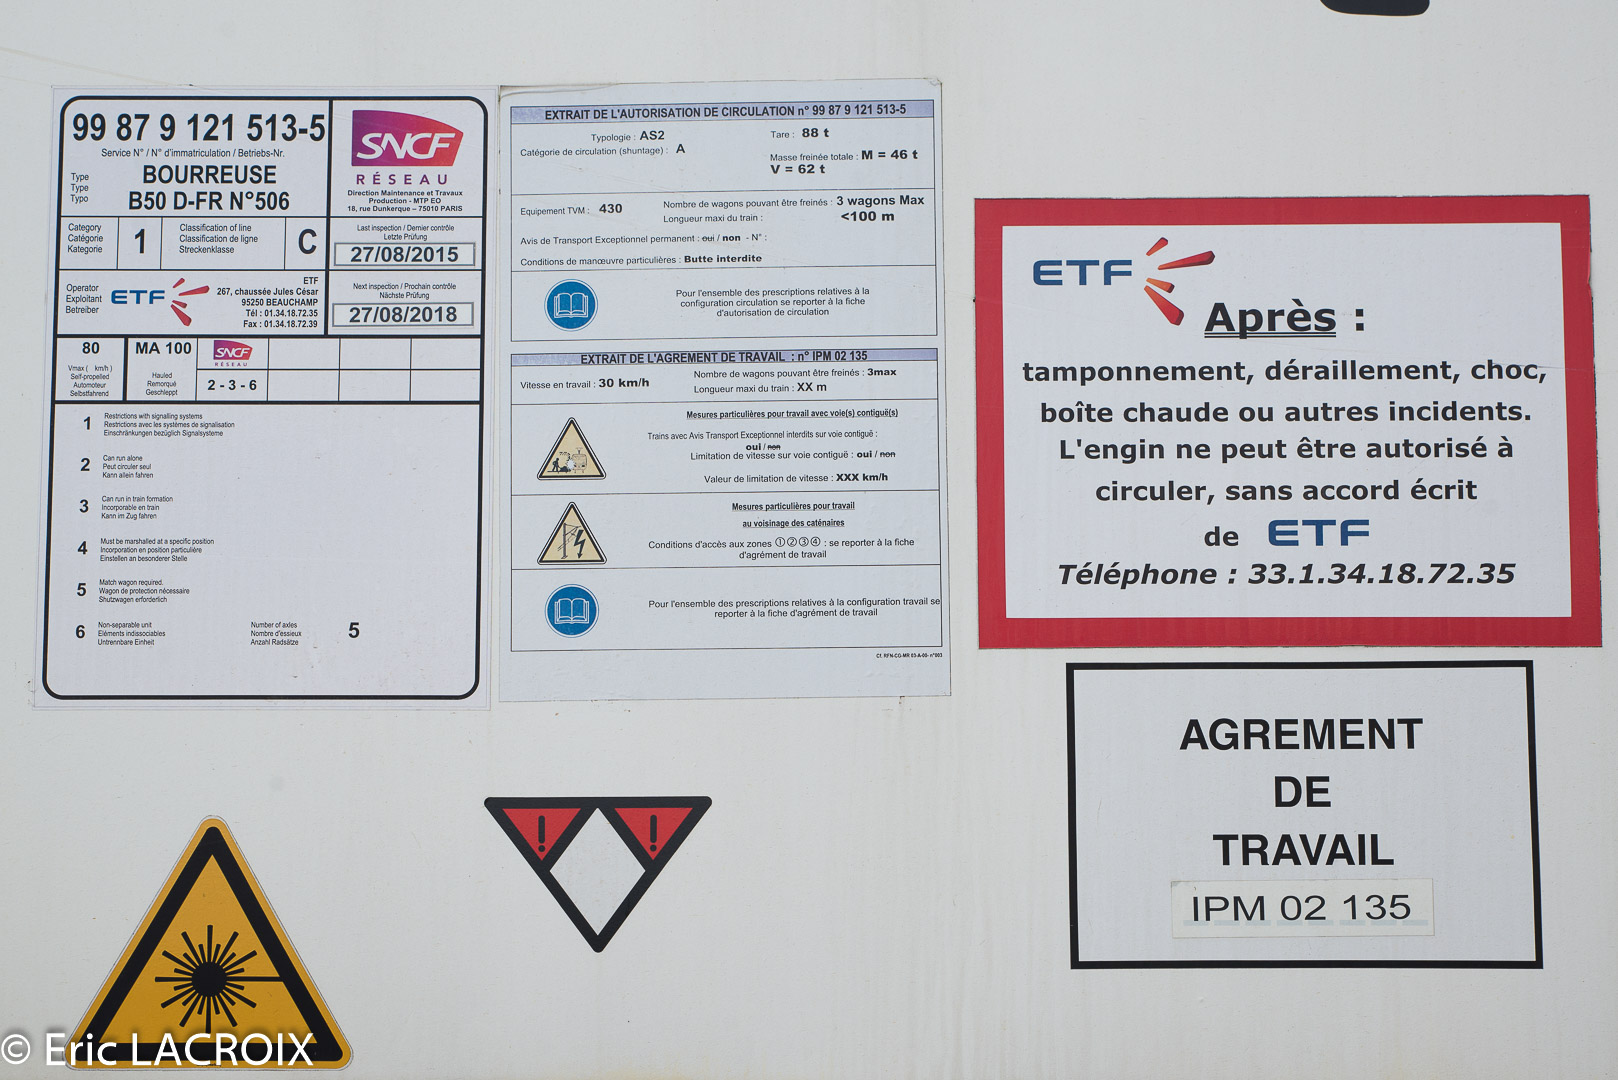 99 87 9 121 513-5
Service N° / N° d'immatriculation / Betriebs-Nr.
Type
Type
Typo
BOURREUSE
B50 D-FR N°506
SNCF
RÉSEAU
Direction Maintenance et Travaux
Production - MTP EO
18, rue Dunkerque – 75010 PARIS
Category
Catégorie
Kategorie
1
Classification of line
Classification de ligne
Streckenklasse
C
Last inspection / Dernier contrôle
Letzte Prüfung
27/08/2015
Operator
Exploitant
Betreiber
ETF
ETF
267, chaussée Jules César
95250 BEAUCHAMP
Tél : 01.34.18.72.35
Fax : 01.34.18.72.39
Next inspection / Prochain contrôle
Nächste Prüfung
27/08/2018
80
Vmax ( km/h )
Self-propelled
Automoteur
Selbstfahrend
MA 100
Hauled
Remorqué
Geschleppt
SNCF
RÉSEAU
2 - 3 - 6
1
Restrictions with signalling systems
Restrictions avec les systèmes de signalisation
Einschränkungen bezüglich Signalsysteme
2
Can run alone
Peut circuler seul
Kann allein fahren
3
Can run in train formation
Incorporable en train
Kann im Zug fahren
4
Must be marshalled at a specific position
Incorporation en position particulière
Einstellen an besonderer Stelle
5
Match wagon required.
Wagon de protection nécessaire
Shutzwagen erforderlich
6
Non-separable unit
Eléments indissociables
Untrennbare Einheit
Number of axles
Nombre d'essieux
Anzahl Radsätze
5
EXTRAIT DE L'AUTORISATION DE CIRCULATION n° 99 87 9 121 513-5
Typologie : AS2
Tare : 88 t
Catégorie de circulation (shuntage) : A
Masse freinée totale : M = 46 t
V = 62 t
Equipement TVM : 430
Nombre de wagons pouvant être freinés : 3 wagons Max
Longueur maxi du train : <100 m
Avis de Transport Exceptionnel permanent : oui / non - N° :
Conditions de manœuvre particulières : Butte interdite
Pour l'ensemble des prescriptions relatives à la
configuration circulation se reporter à la fiche
d'autorisation de circulation
EXTRAIT DE L'AGREMENT DE TRAVAIL : n° IPM 02 135
Vitesse en travail : 30 km/h
Nombre de wagons pouvant être freinés : 3max
Longueur maxi du train : XX m
Mesures particulières pour travail avec voie(s) contiguë(s)
Trains avec Avis Transport Exceptionnel interdits sur voie contiguë :
oui / non
Limitation de vitesse sur voie contiguë : oui / non
Valeur de limitation de vitesse : XXX km/h
Mesures particulières pour travail
au voisinage des caténaires
Conditions d'accès aux zones ①②③④ : se reporter à la fiche
d'agrément de travail
Pour l'ensemble des prescriptions relatives à la configuration travail se
reporter à la fiche d'agrément de travail
Cf. RFN-CG-MR 03-A-00- n°003
ETF
Après :
tamponnement, déraillement, choc,
boîte chaude ou autres incidents.
L'engin ne peut être autorisé à
circuler, sans accord écrit
de ETF
Téléphone : 33.1.34.18.72.35
AGREMENT
DE
TRAVAIL
IPM 02 135
! !
© Eric LACROIX